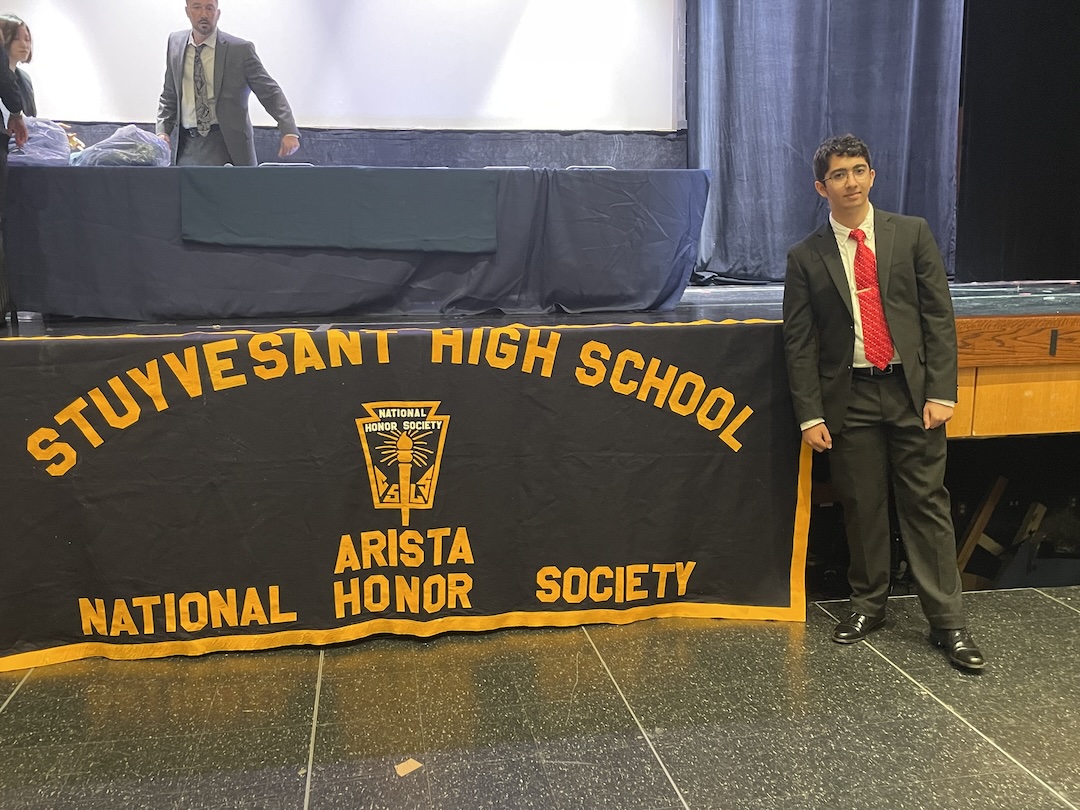 STUYVESANT HIGH SCHOOL
NATIONAL
HONOR SOCIETY
ARISTA
NATIONAL HONOR SOCIETY